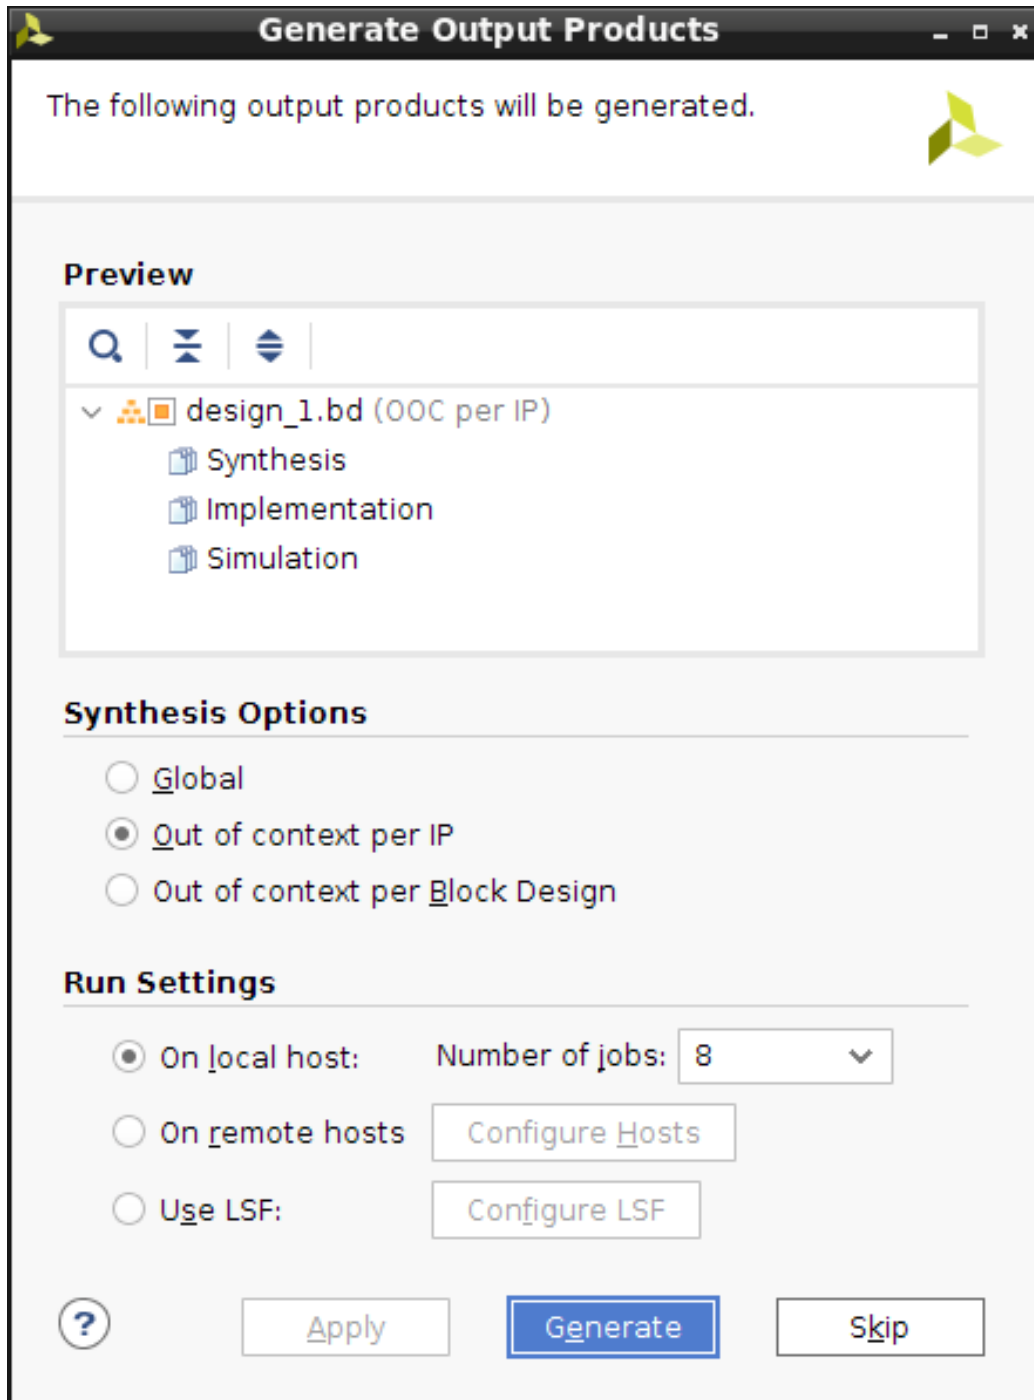 Generate Output Products
The following output products will be generated.
Preview
design_1.bd (OOC per IP)
Synthesis
Implementation
Simulation
Synthesis Options
Global
Out of context per IP
Out of context per Block Design
Run Settings
On local host: Number of jobs: 8
On remote hosts Configure Hosts
Use LSF: Configure LSF
? Apply Generate Skip